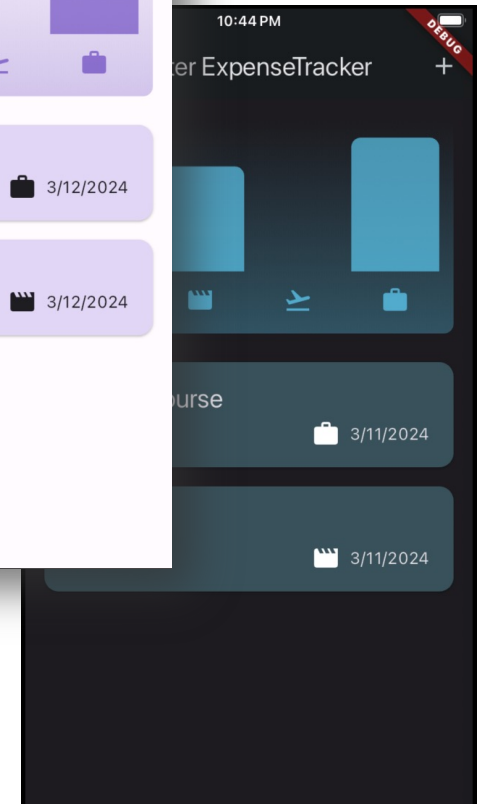 10:44 PM
DEBUG
ter ExpenseTracker
+
3/12/2024
3/12/2024
ourse
3/11/2024
3/11/2024